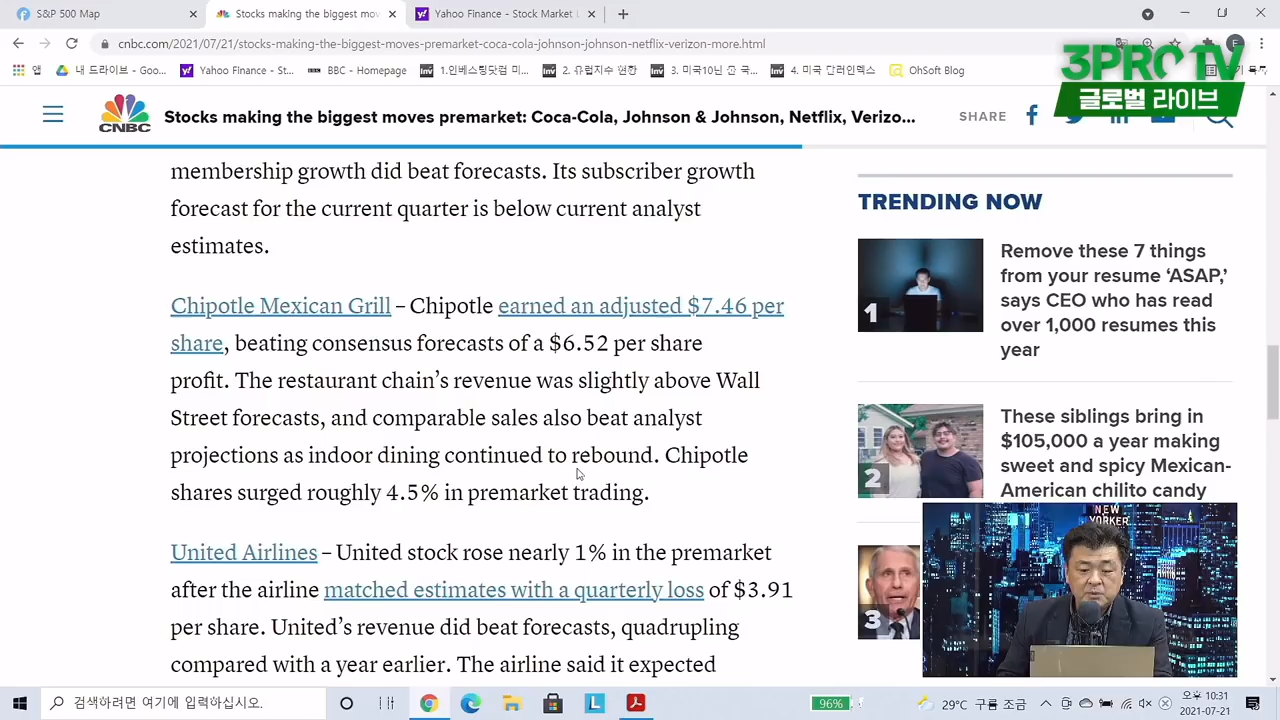 S&P 500 Map
Stocks making the biggest mov
Yahoo Finance - Stock Market L
cnbc.com/2021/07/21/stocks-making-the-biggest-moves-premarket-coca-cola-johnson-johnson-netflix-verizon-more.html
앱
내 드라이브 - Goo...
Yahoo Finance - St...
BBC - Homepage
1.인베스팅닷컴 미...
2. 유럽지수 현황
3. 미국10년 만 국...
4. 미국 달러인덱스
OhSoft Blog
3PRO TV
글로벌 라이브
CNBC
Stocks making the biggest moves premarket: Coca-Cola, Johnson & Johnson, Netflix, Verizo...
SHARE
membership growth did beat forecasts. Its subscriber growth
forecast for the current quarter is below current analyst
estimates.
Chipotle Mexican Grill – Chipotle earned an adjusted $7.46 per
share, beating consensus forecasts of a $6.52 per share
profit. The restaurant chain’s revenue was slightly above Wall
Street forecasts, and comparable sales also beat analyst
projections as indoor dining continued to rebound. Chipotle
shares surged roughly 4.5% in premarket trading.
United Airlines – United stock rose nearly 1% in the premarket
after the airline matched estimates with a quarterly loss of $3.91
per share. United’s revenue did beat forecasts, quadrupling
compared with a year earlier. The airline said it expected
TRENDING NOW
1
Remove these 7 things
from your resume ‘ASAP,’
says CEO who has read
over 1,000 resumes this
year
2
These siblings bring in
$105,000 a year making
sweet and spicy Mexican-
American chilito candy
3
NEW
YORKER
검색하려면 여기에 입력하십시오.
96%
29°C 구름 조금
오후 10:31
2021-07-21